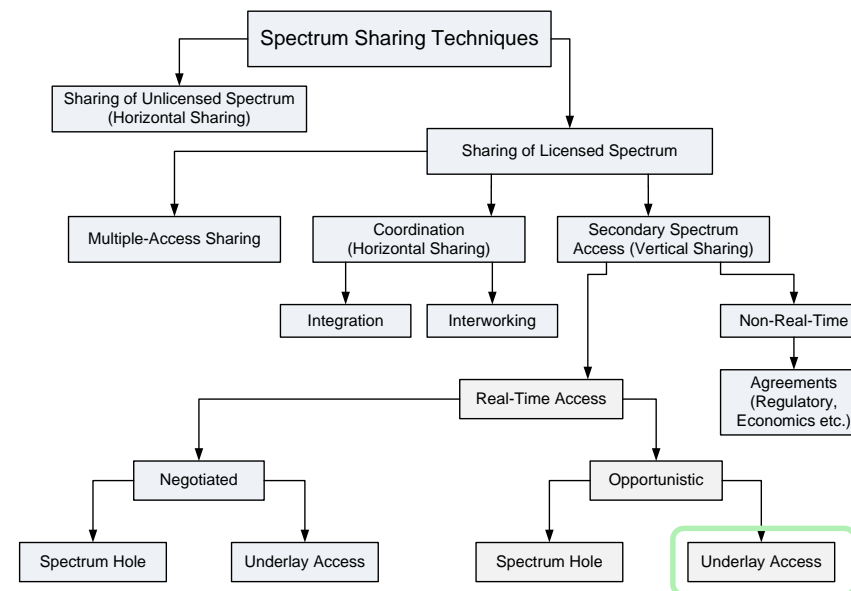 Spectrum Sharing Techniques
Sharing of Unlicensed Spectrum
(Horizontal Sharing)
Sharing of Licensed Spectrum
Multiple-Access Sharing
Coordination
(Horizontal Sharing)
Secondary Spectrum
Access (Vertical Sharing)
Integration
Interworking
Non-Real-Time
Agreements
(Regulatory,
Economics etc.)
Real-Time Access
Negotiated
Opportunistic
Spectrum Hole
Underlay Access
Spectrum Hole
Underlay Access